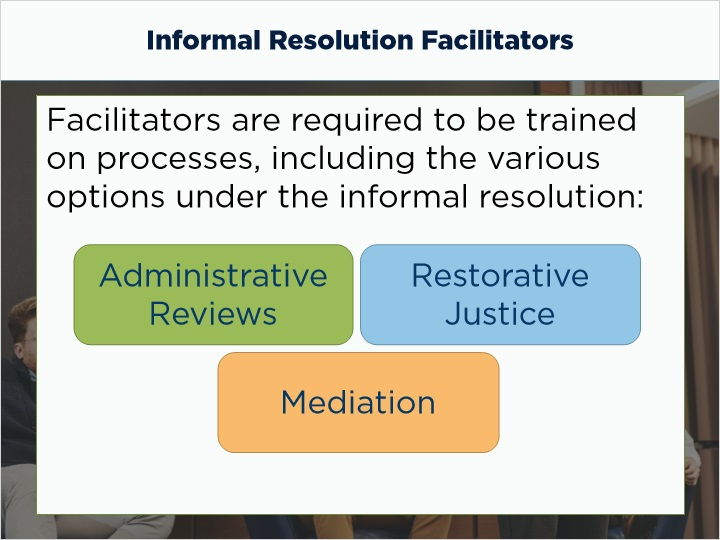 Informal Resolution Facilitators
Facilitators are required to be trained
on processes, including the various
options under the informal resolution:
Administrative
Reviews
Restorative
Justice
Mediation